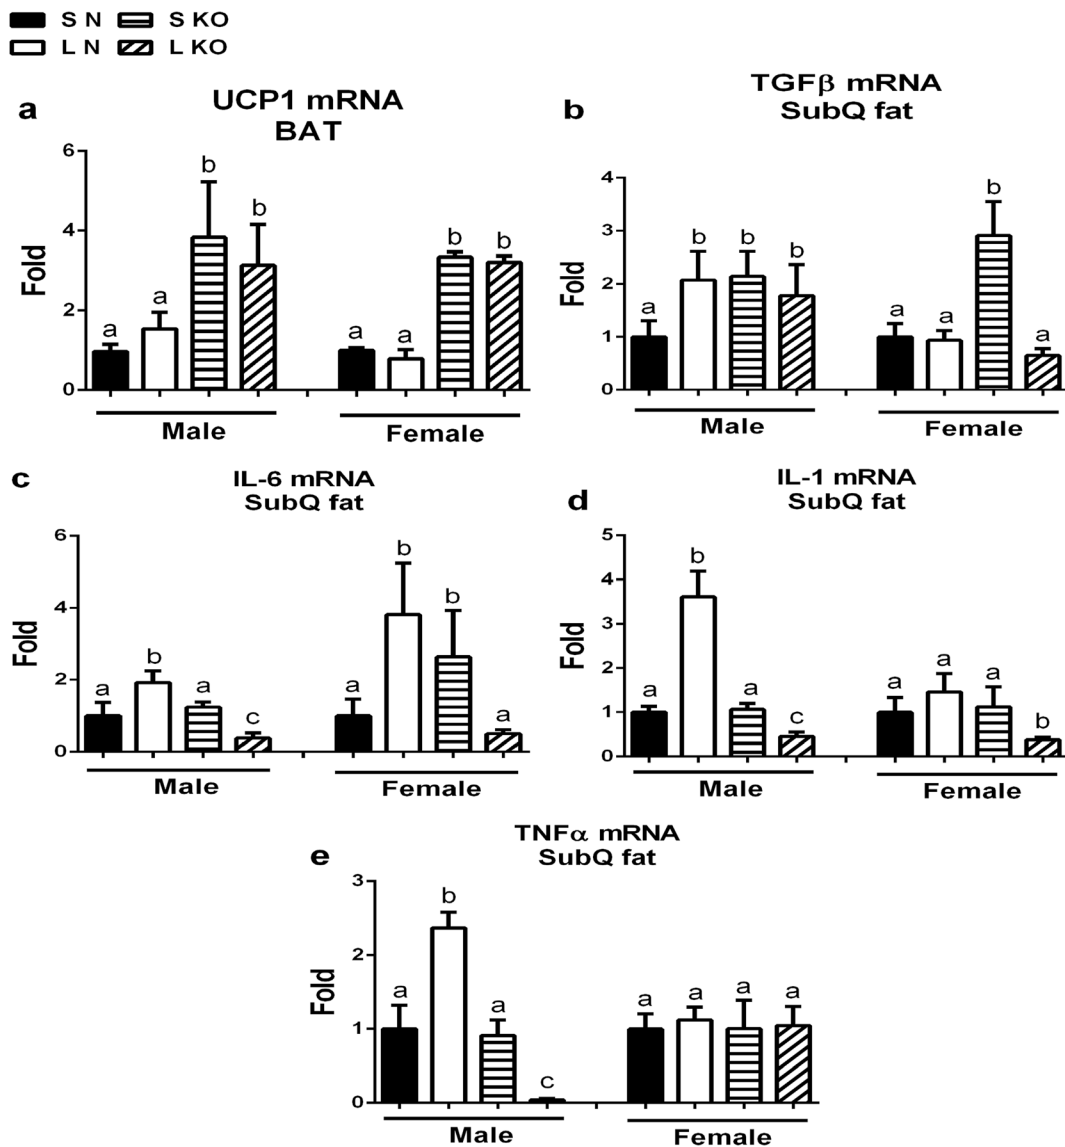 S N S KO
L N L KO
a
UCP1 mRNA
BAT
Fold
6
4
2
0
a
a
b
b
a
a
b
b
Male
Female
b
TGFβ mRNA
SubQ fat
Fold
4
3
2
1
0
a
b
b
b
a
a
b
a
Male
Female
c
IL-6 mRNA
SubQ fat
Fold
6
4
2
0
a
b
a
c
a
b
b
a
Male
Female
d
IL-1 mRNA
SubQ fat
Fold
5
4
3
2
1
0
a
b
a
c
a
a
a
b
Male
Female
e
TNFα mRNA
SubQ fat
Fold
3
2
1
0
a
b
a
c
a
a
a
a
Male
Female